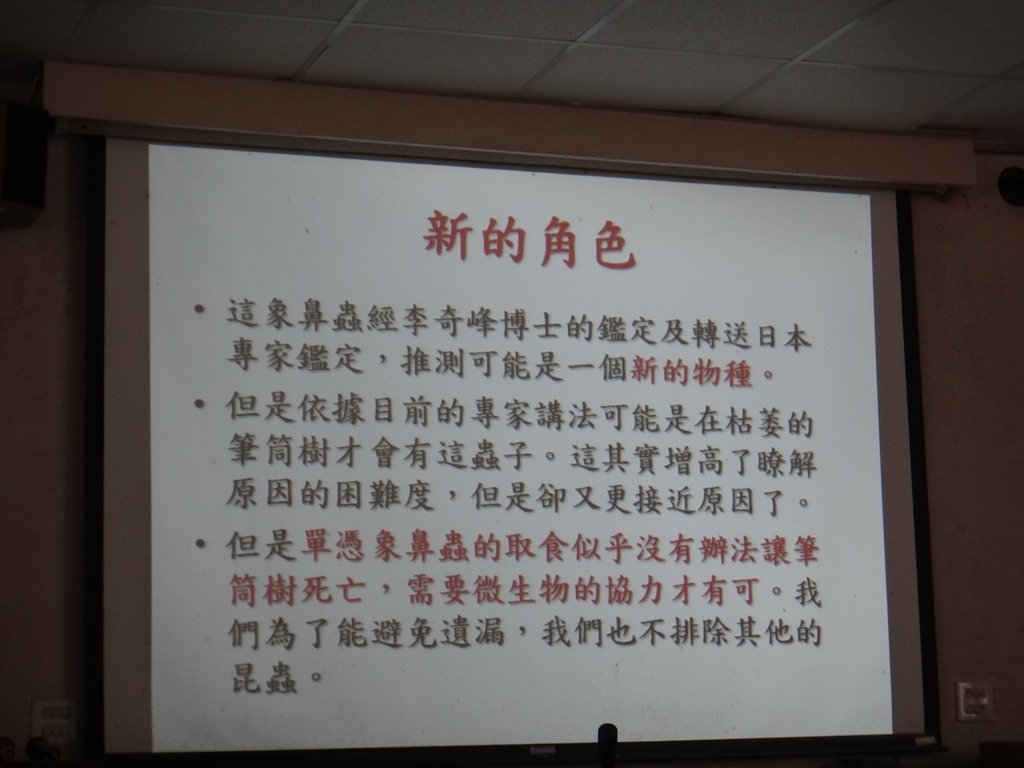 新的角色
• 這象鼻蟲經李奇峰博士的鑑定及轉送日本
專家鑑定，推測可能是一個新的物種。
• 但是依據目前的專家講法可能是在枯萎的
筆筒樹才會有這蟲子。這其實增高了瞭解
原因的困難度，但是卻又更接近原因了。
• 但是單憑象鼻蟲的取食似乎沒有辦法讓筆
筒樹死亡，需要微生物的協力才有可。我
們為了能避免遺漏，我們也不排除其他的
昆蟲。